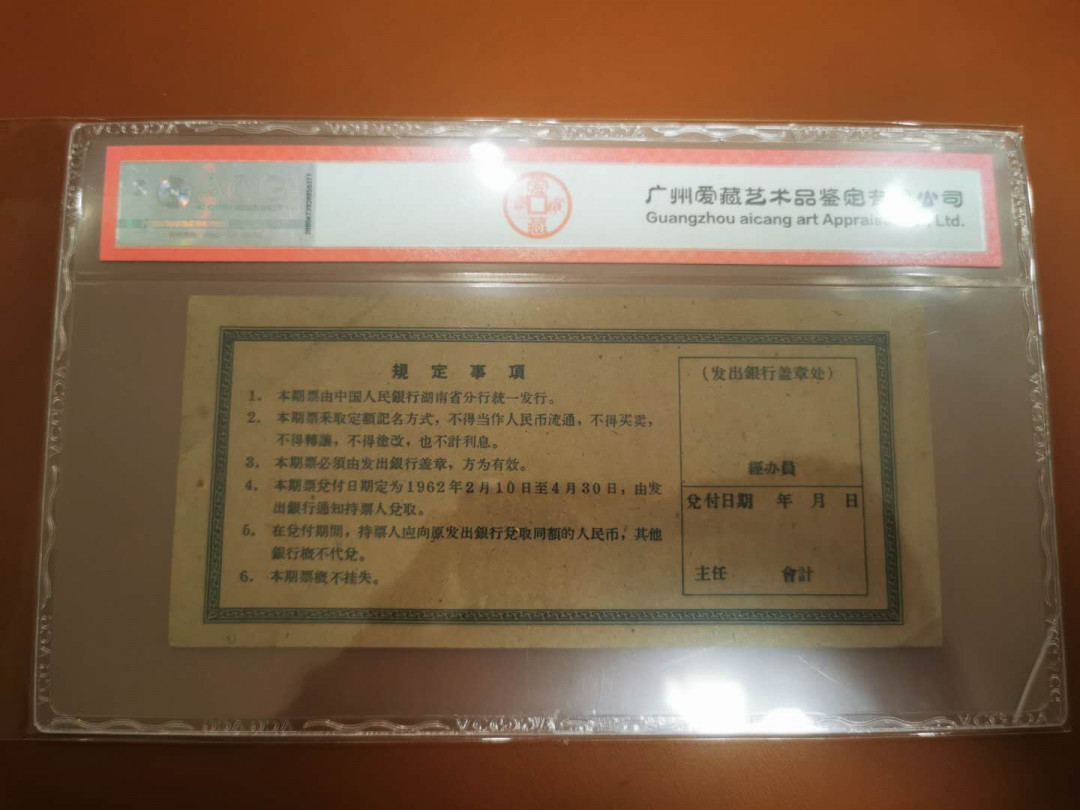 广州爱藏艺术品鉴定有 公司
Guangzhou aicang art Appraisal Ltd.
爱
藏
規定事項
1. 本期票由中国人民銀行湖南省分行統一发行。
2. 本期票采取定額記名方式，不得当作人民币流通，不得买卖，
不得轉讓，不得塗改，也不計利息。
3. 本期票必須由发出銀行盖章，方为有效。
4. 本期票兌付日期定为1962年2月10日至4月30日，由发
出銀行通知持票人兌取。
5. 在兌付期間，持票人应向原发出銀行兌取同額的人民币，其他
銀行概不代兌。
6. 本期票概不挂失。
（发出銀行盖章处）
經办員
兌付日期 年 月 日
主任 會計